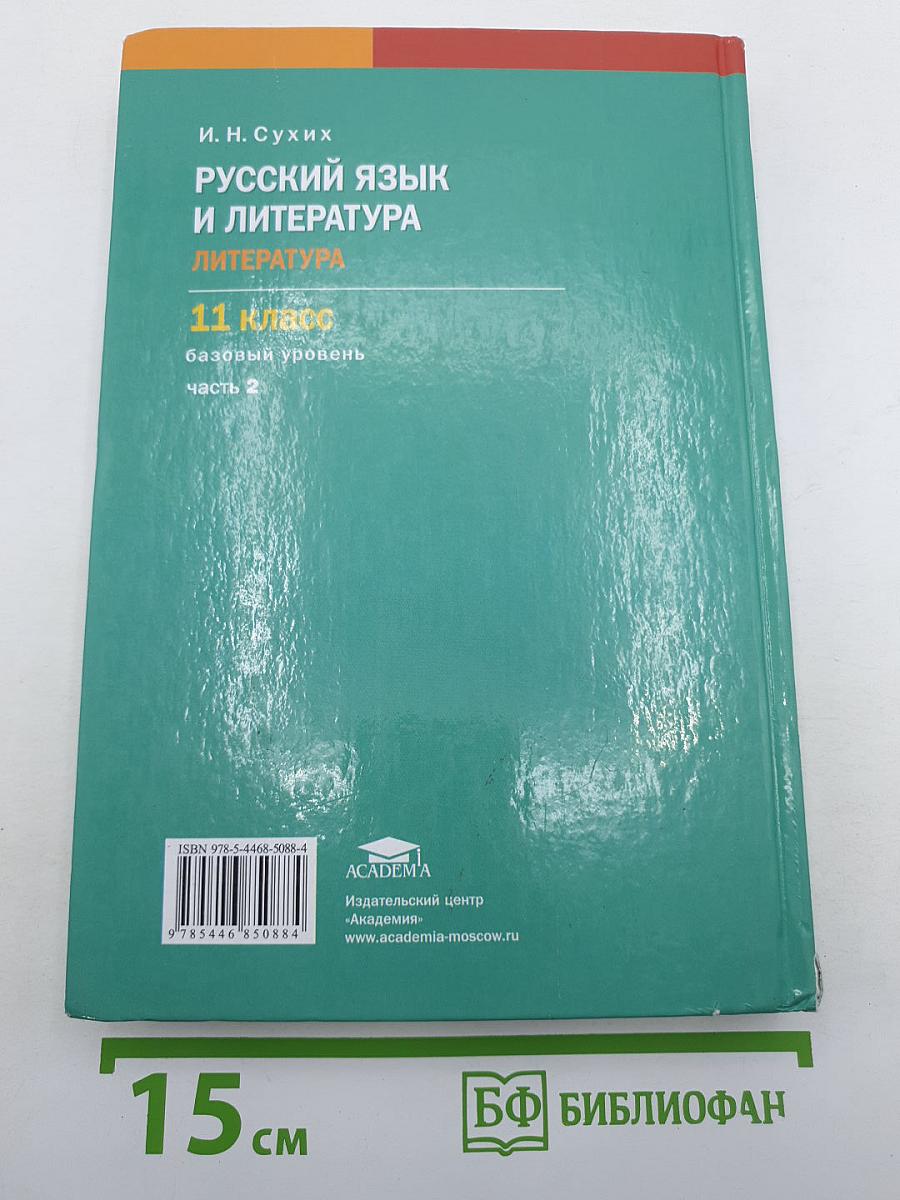 И. Н. Сухих
РУССКИЙ ЯЗЫК
И ЛИТЕРАТУРА
ЛИТЕРАТУРА
11 класс
базовый уровень
часть 2
ISBN 978-5-4468-5088-4
9 785446 850884
ACADEMA
Издательский центр
«Академия»
www.academia-moscow.ru
15 см
БФ БИБЛИОФАН